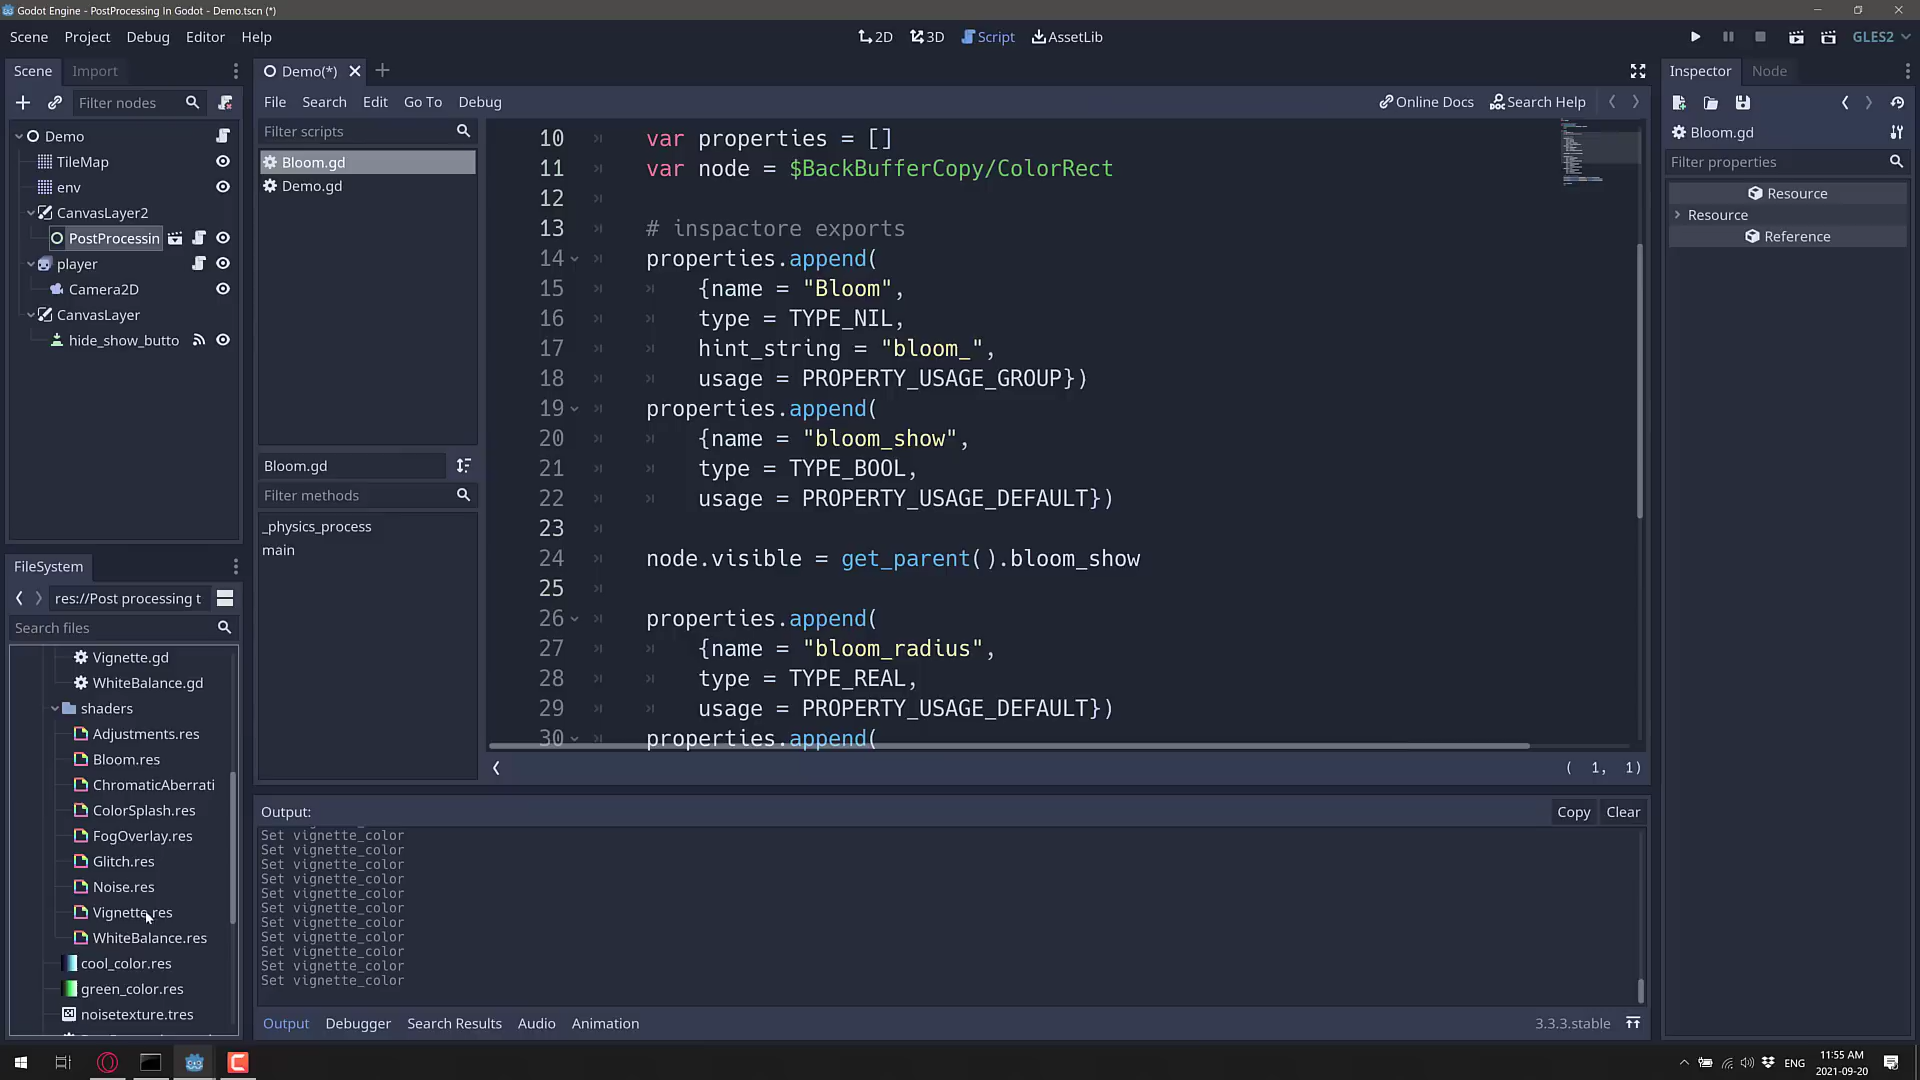 Godot Engine - PostProcessing In Godot - Demo.tscn (*)
Scene Project Debug Editor Help
2D 3D Script AssetLib
GLES2
Scene Import
Filter nodes
Demo
TileMap
env
CanvasLayer2
PostProcessin
player
Camera2D
CanvasLayer
hide_show_butto
FileSystem
res://Post processing t
Search files
Vignette.gd
WhiteBalance.gd
shaders
Adjustments.res
Bloom.res
ChromaticAberrati
ColorSplash.res
FogOverlay.res
Glitch.res
Noise.res
Vignette.res
WhiteBalance.res
cool_color.res
green_color.res
noisetexture.tres
Demo(*)
File Search Edit Go To Debug
Online Docs Search Help
Filter scripts
Bloom.gd
Demo.gd
Bloom.gd
Filter methods
_physics_process
main
10 var properties = []
11 var node = $BackBufferCopy/ColorRect
12
13 # inspactore exports
14 properties.append(
15 {name = "Bloom",
16 type = TYPE_NIL,
17 hint_string = "bloom_",
18 usage = PROPERTY_USAGE_GROUP})
19 properties.append(
20 {name = "bloom_show",
21 type = TYPE_BOOL,
22 usage = PROPERTY_USAGE_DEFAULT})
23
24 node.visible = get_parent().bloom_show
25
26 properties.append(
27 {name = "bloom_radius",
28 type = TYPE_REAL,
29 usage = PROPERTY_USAGE_DEFAULT})
30 properties.append(
( 1, 1)
Output:
Copy Clear
Set vignette_color
Set vignette_color
Set vignette_color
Set vignette_color
Set vignette_color
Set vignette_color
Set vignette_color
Set vignette_color
Set vignette_color
Set vignette_color
Set vignette_color
Output Debugger Search Results Audio Animation
3.3.3.stable
Inspector Node
Bloom.gd
Filter properties
Resource
Resource
Reference
ENG
11:55 AM
2021-09-20